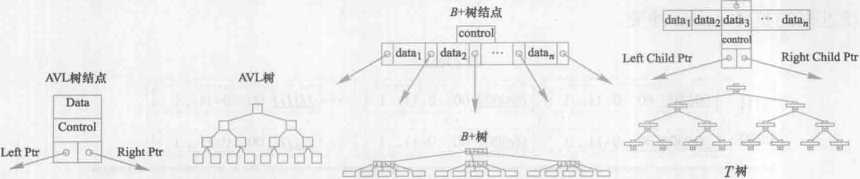 AVL树结点
Data
Control
Left Ptr
Right Ptr
AVL树
B+树结点
control
data1 data2 ⋯ datan
B+树
data1 data2 data3 ⋯ datan
control
Left Child Ptr
Right Child Ptr
T树